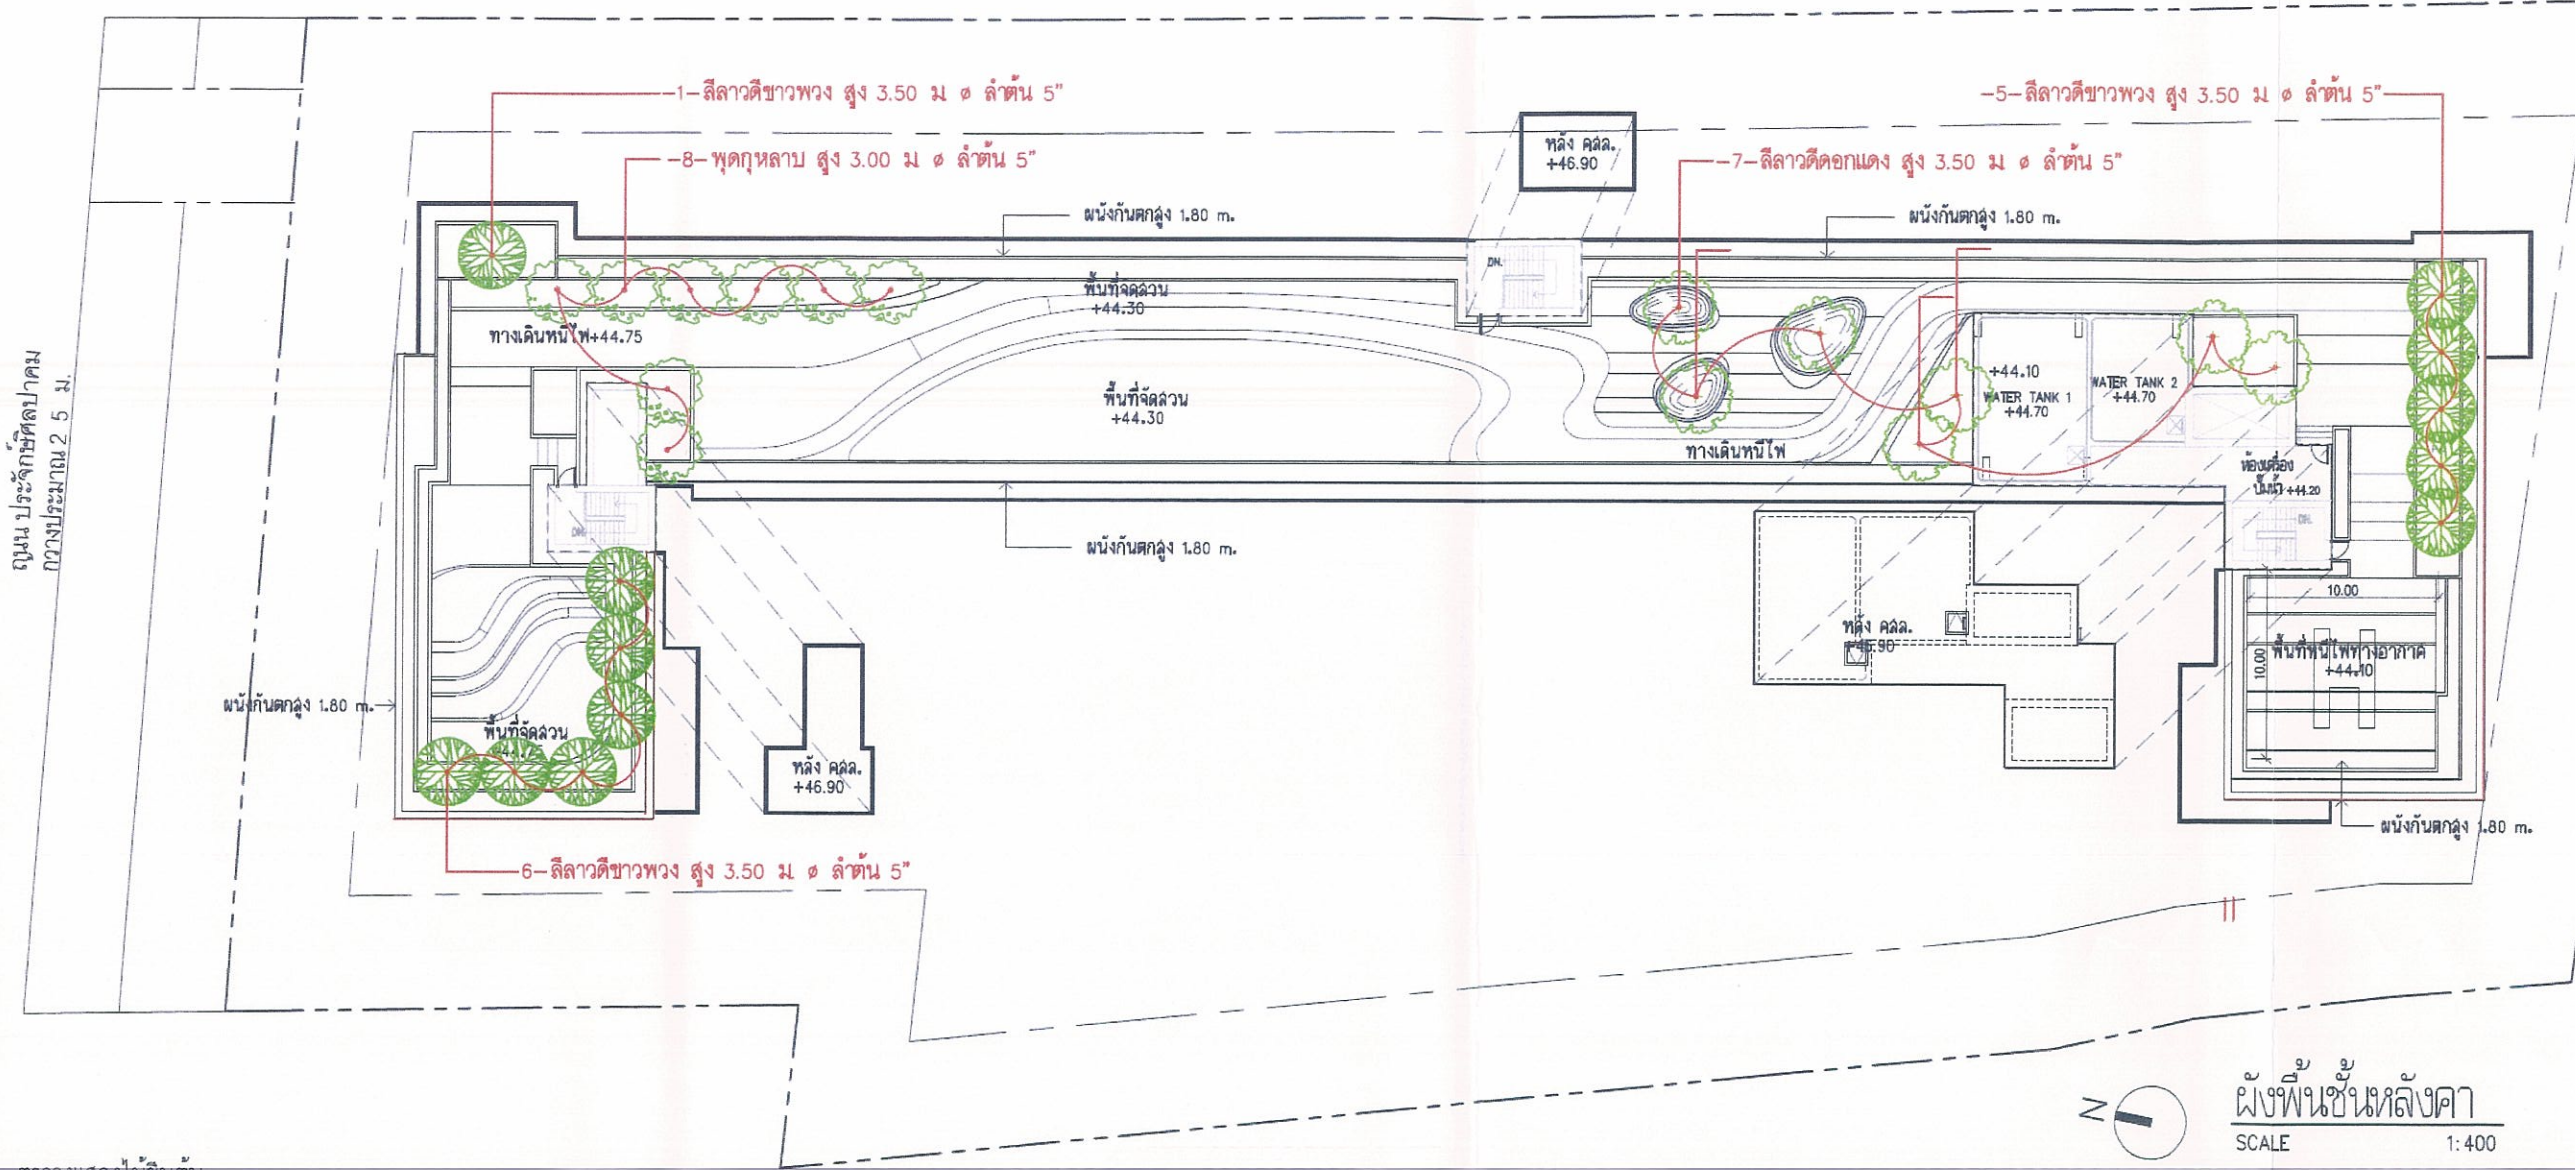 -1-ลีลาวดีขาวพวง สูง 3.50 ม ø ลำต้น 5"
-5-ลีลาวดีขาวพวง สูง 3.50 ม ø ลำต้น 5"
-8-พุดกุหลาบ สูง 3.00 ม ø ลำต้น 5"
หลัง คสล.
+46.90
-7-ลีลาวดีดอกแดง สูง 3.50 ม ø ลำต้น 5"
ผนังกันตกสูง 1.80 m.
ผนังกันตกสูง 1.80 m.
DN.
พื้นที่จัดสวน
+44.30
ทางเดินหนีไฟ+44.75
ถนน ประจักษ์ศิลปาคม
กว้างประมาณ 2 5 ม.
พื้นที่จัดสวน
+44.30
+44.10
WATER TANK 1
+44.70
WATER TANK 2
+44.70
ทางเดินหนีไฟ
ห้องเครื่อง
ปั๊มน้ำ +44.20
DN.
DN.
ผนังกันตกสูง 1.80 m.
10.00
10.00
หลัง คสล.
พื้นที่หนีไฟทางอากาศ
+44.10
ผนังกันตกสูง 1.80 m.
พื้นที่จัดสวน
หลัง คสล.
+46.90
ผนังกันตกสูง 1.80 m.
6-ลีลาวดีขาวพวง สูง 3.50 ม ø ลำต้น 5"
N
ผังพื้นชั้นหลังคา
SCALE 1:400